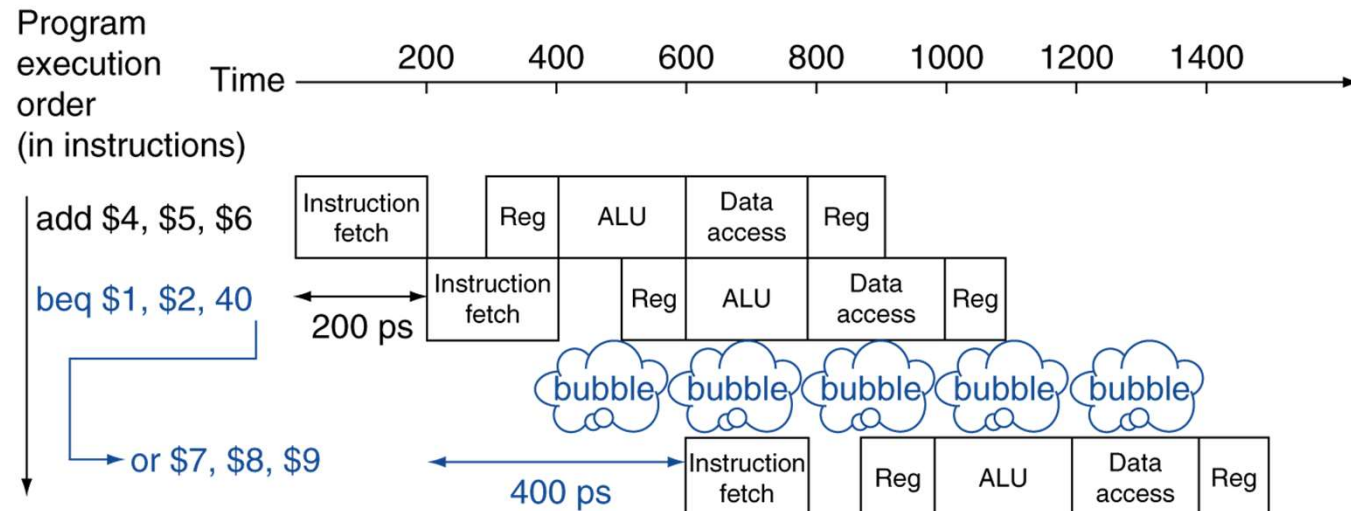 Program
execution
order
(in instructions)
Time
200 400 600 800 1000 1200 1400
add $4, $5, $6
Instruction
fetch
Reg
ALU
Data
access
Reg
beq $1, $2, 40
200 ps
Instruction
fetch
Reg
ALU
Data
access
Reg
bubble bubble bubble bubble bubble
or $7, $8, $9
400 ps
Instruction
fetch
Reg
ALU
Data
access
Reg